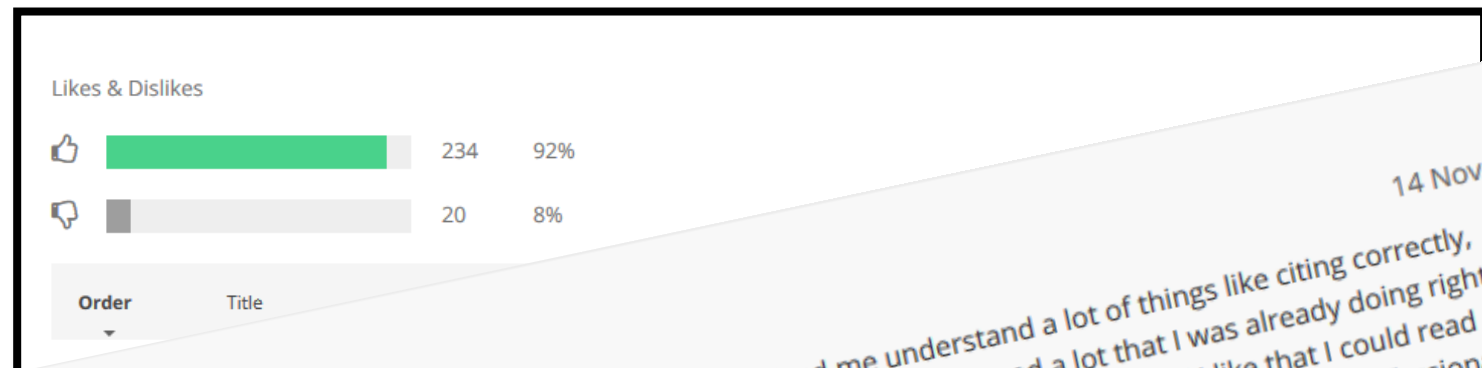 Likes & Dislikes
234 92%
20 8%
Order Title
14 Nov
me understand a lot of things like citing correctly,
a lot that I was already doing right
like that I could read